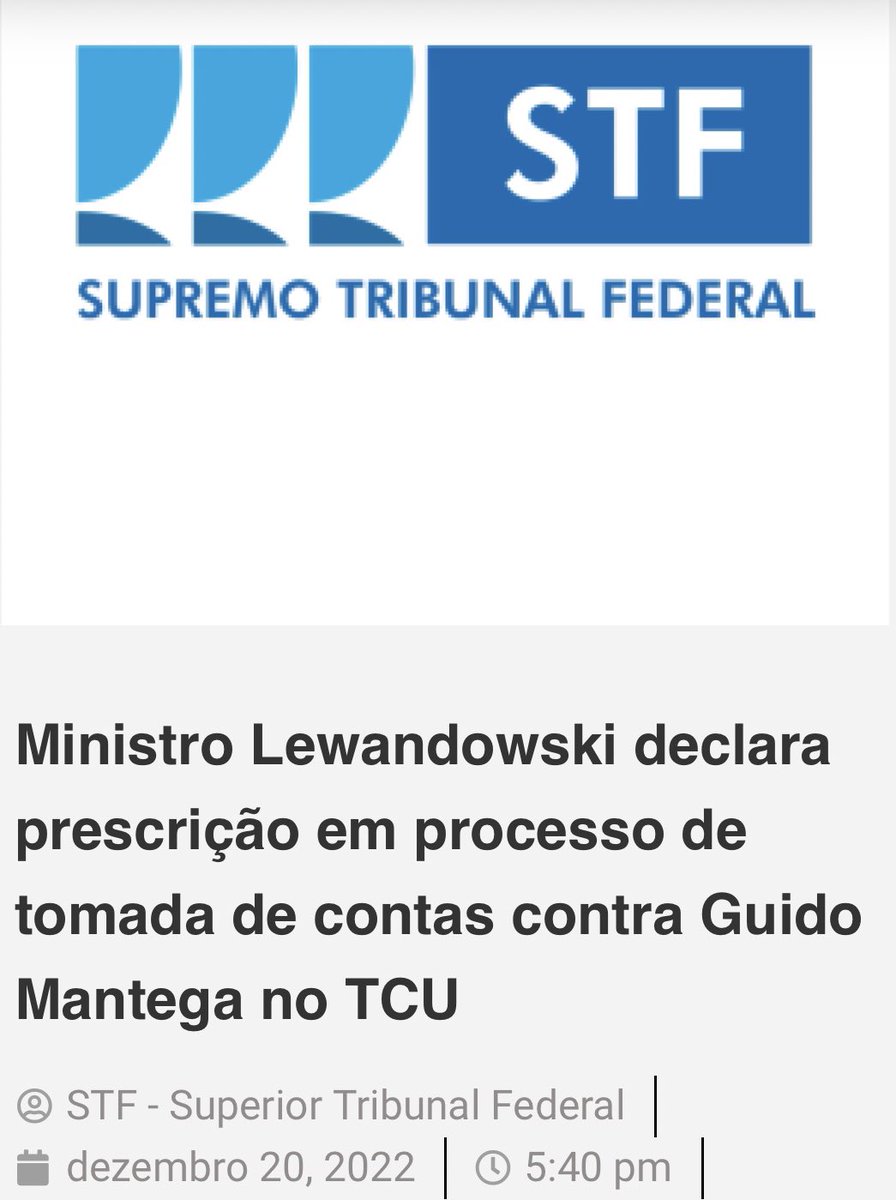 STF
SUPREMO TRIBUNAL FEDERAL
Ministro Lewandowski declara
prescrição em processo de
tomada de contas contra Guido
Mantega no TCU
STF - Superior Tribunal Federal
dezembro 20, 2022
5:40 pm